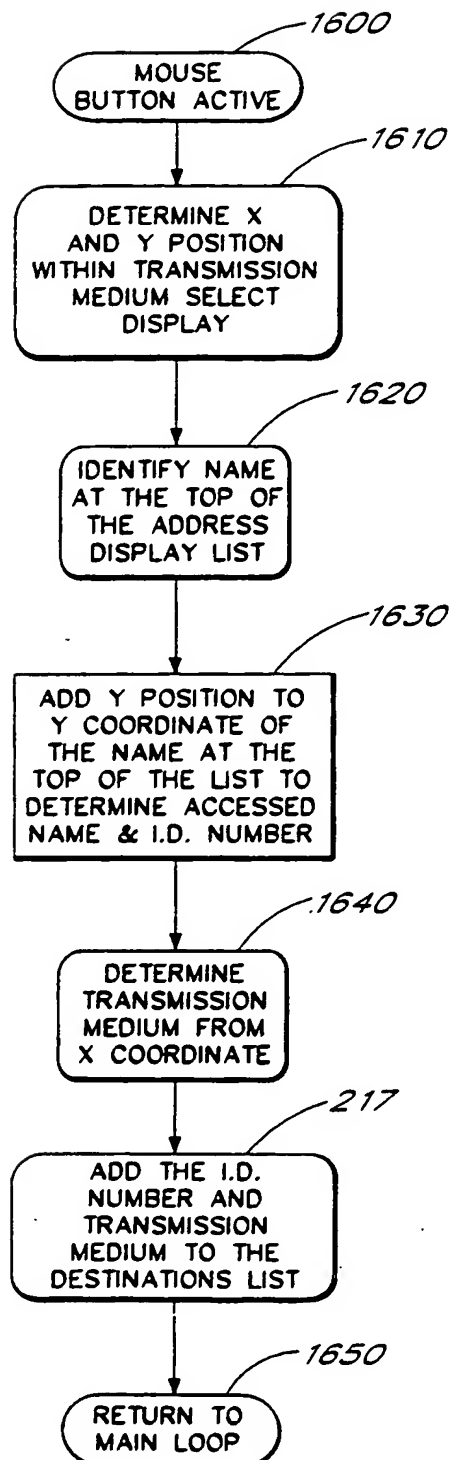 1600
MOUSE
BUTTON ACTIVE
1610
DETERMINE X
AND Y POSITION
WITHIN TRANSMISSION
MEDIUM SELECT
DISPLAY
1620
IDENTIFY NAME
AT THE TOP OF
THE ADDRESS
DISPLAY LIST
1630
ADD Y POSITION TO
Y COORDINATE OF
THE NAME AT THE
TOP OF THE LIST TO
DETERMINE ACCESSED
NAME & I.D. NUMBER
1640
DETERMINE
TRANSMISSION
MEDIUM FROM
X COORDINATE
217
ADD THE I.D.
NUMBER AND
TRANSMISSION
MEDIUM TO THE
DESTINATIONS LIST
1650
RETURN TO
MAIN LOOP